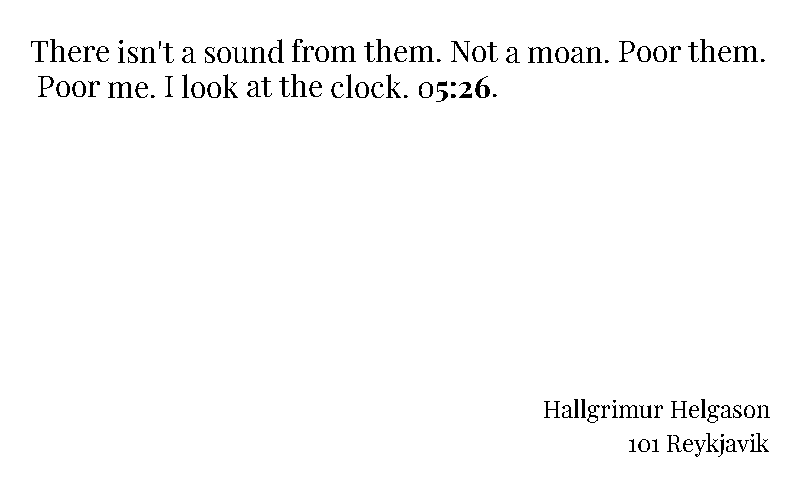 There isn't a sound from them. Not a moan. Poor them.
Poor me. I look at the clock. 05:26.
Hallgrimur Helgason
101 Reykjavik